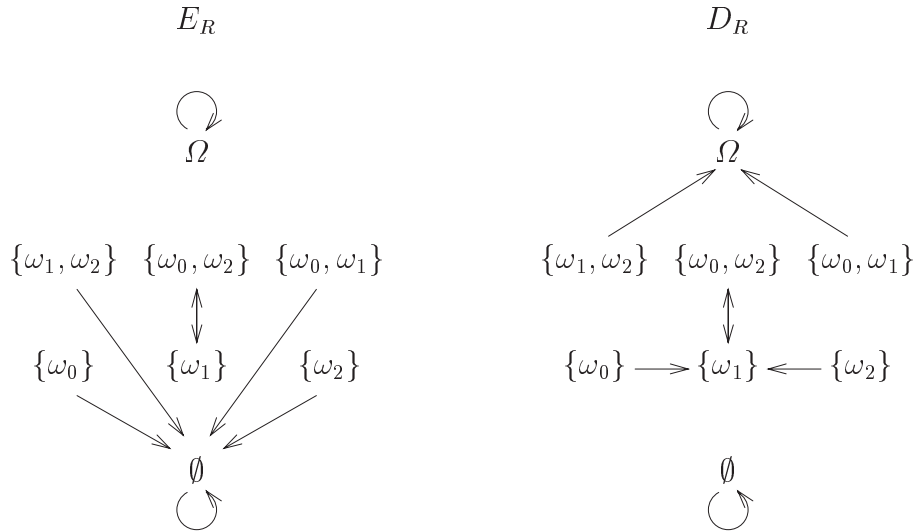 E_R D_R
Ω Ω
{ω₁, ω₂} {ω₀, ω₂} {ω₀, ω₁} {ω₁, ω₂} {ω₀, ω₂} {ω₀, ω₁}
{ω₀} {ω₁} {ω₂} {ω₀} {ω₁} {ω₂}
∅ ∅